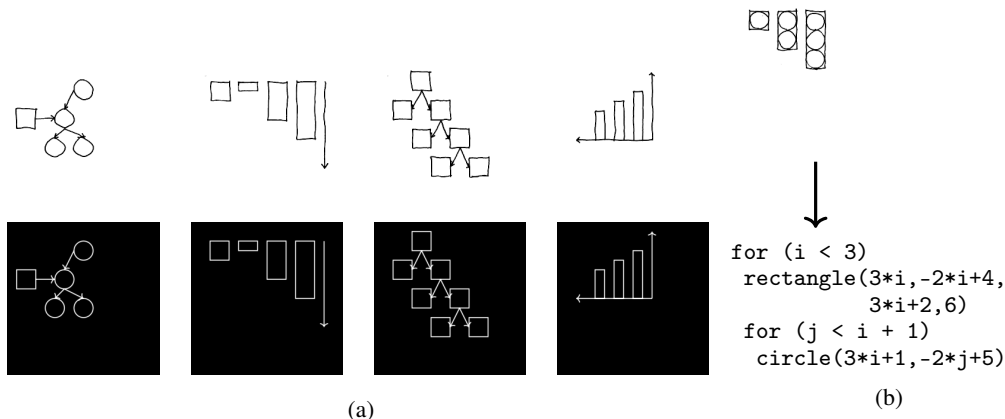 for (i < 3)
rectangle(3*i,-2*i+4,
3*i+2,6)
for (j < i + 1)
circle(3*i+1,-2*j+5)
(a)
(b)